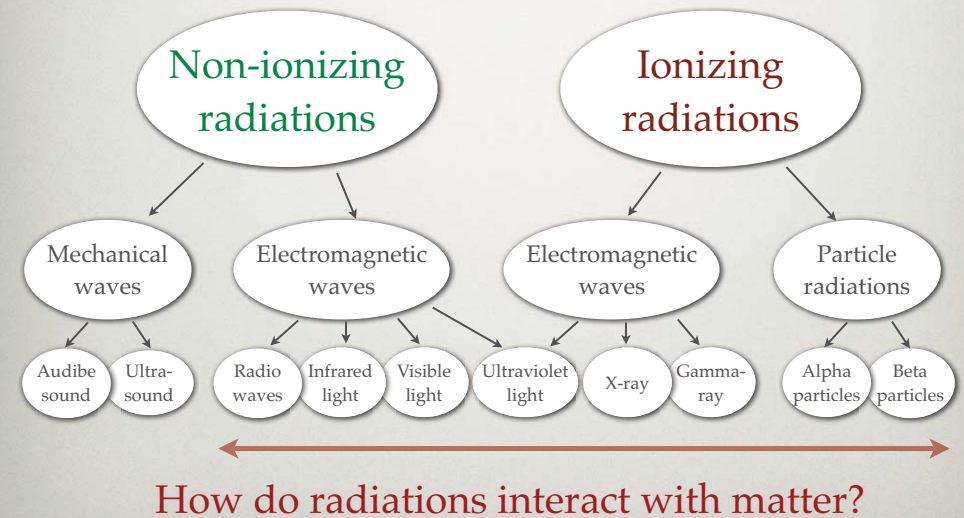 Non-ionizing
radiations
Ionizing
radiations
Mechanical
waves
Electromagnetic
waves
Electromagnetic
waves
Particle
radiations
Audibe
sound
Ultra-
sound
Radio
waves
Infrared
light
Visible
light
Ultraviolet
light
X-ray
Gamma-
ray
Alpha
particles
Beta
particles
How do radiations interact with matter?